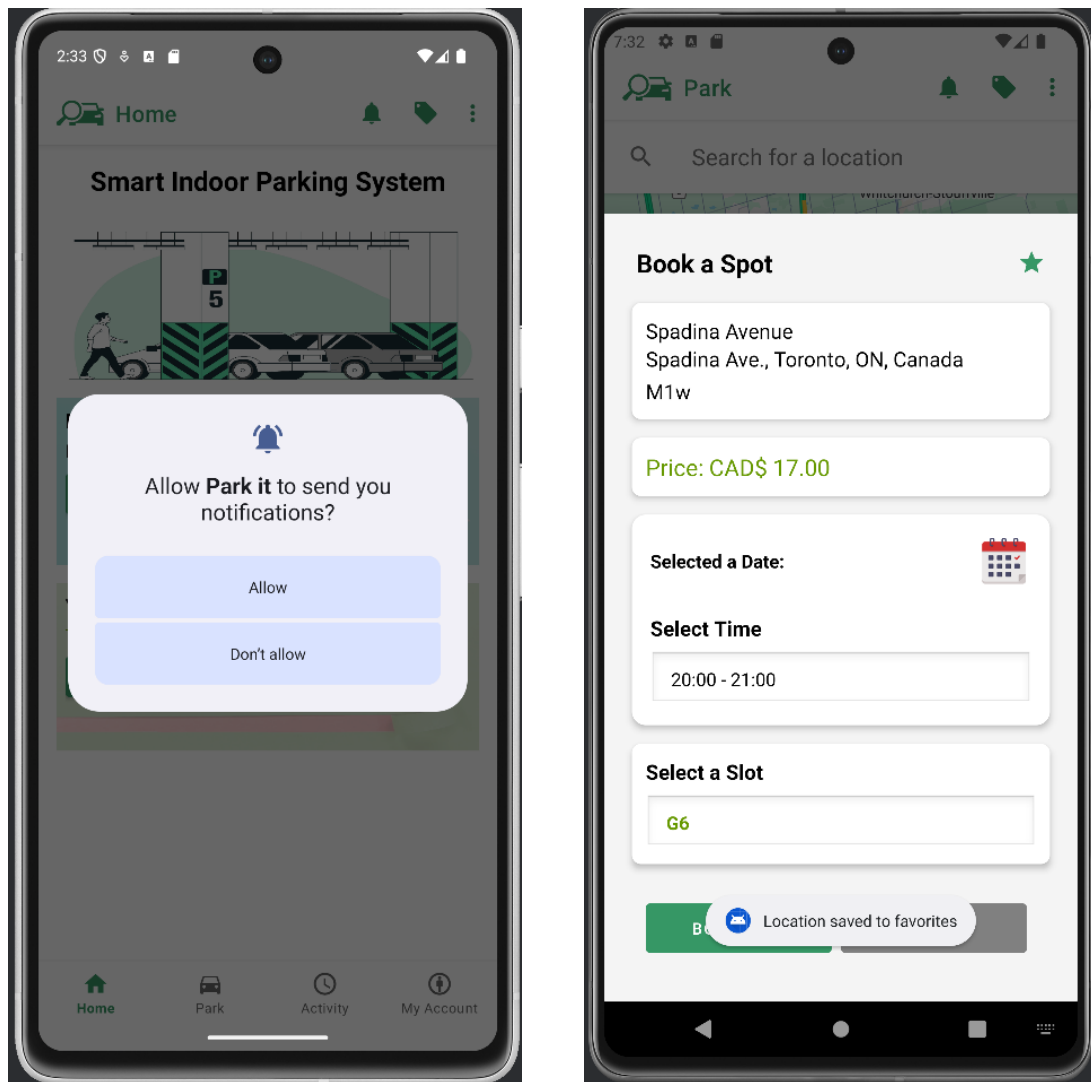 2:33
Home
Smart Indoor Parking System
P
5
Allow Park it to send you
notifications?
Allow
Don't allow
Home
Park
Activity
My Account
7:32
Park
Search for a location
Whitchurch-Stouffville
Book a Spot
Spadina Avenue
Spadina Ave., Toronto, ON, Canada
M1w
Price: CAD$ 17.00
Selected a Date:
Select Time
20:00 - 21:00
Select a Slot
G6
Location saved to favorites